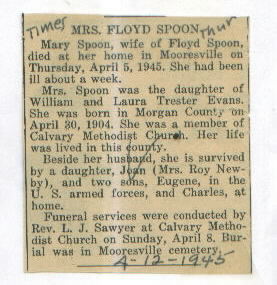 Times
Thur
MRS. FLOYD SPOON
Mary Spoon, wife of Floyd Spoon,
died at her home in Mooresville on
Thursday, April 5, 1945. She had been
ill about a week.
Mrs. Spoon was the daughter of
William and Laura Trester Evans.
She was born in Morgan County on
April 30, 1904. She was a member of
Calvary Methodist Church. Her life
was lived in this county.
Beside her husband, she is survived
by a daughter, Joan (Mrs. Roy New-
by), and two sons, Eugene, in the
U. S. armed forces, and Charles, at
home.
Funeral services were conducted by
Rev. L. J. Sawyer at Calvary Metho-
dist Church on Sunday, April 8. Bur-
ial was in Mooresville cemetery.
4-12-1945